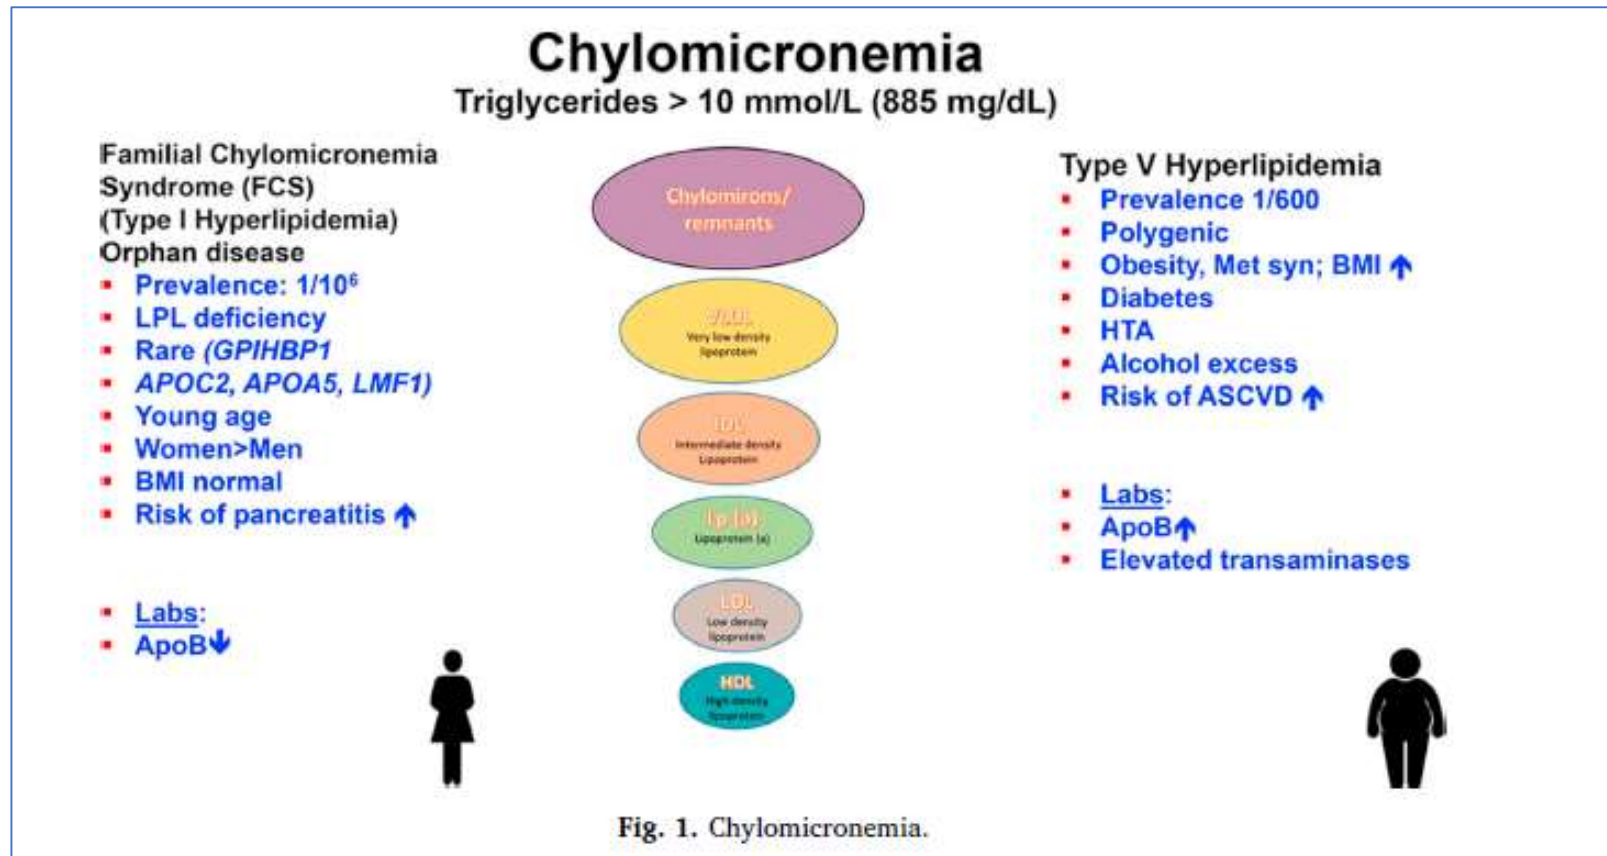 Chylomicronemia
Triglycerides > 10 mmol/L (885 mg/dL)
Familial Chylomicronemia
Syndrome (FCS)
(Type I Hyperlipidemia)
Orphan disease
▪ Prevalence: 1/10⁶
▪ LPL deficiency
▪ Rare (GPIHBP1
▪ APOC2, APOA5, LMF1)
▪ Young age
▪ Women>Men
▪ BMI normal
▪ Risk of pancreatitis ↑
▪ Labs:
▪ ApoB↓
Chylomirons/
remnants
VLDL
Very low density
lipoprotein
IDL
Intermediate density
Lipoprotein
Lp (a)
Lipoprotein (a)
LDL
Low density
lipoprotein
HDL
High density
lipoprotein
Type V Hyperlipidemia
▪ Prevalence 1/600
▪ Polygenic
▪ Obesity, Met syn; BMI ↑
▪ Diabetes
▪ HTA
▪ Alcohol excess
▪ Risk of ASCVD ↑
▪ Labs:
▪ ApoB↑
▪ Elevated transaminases
Fig. 1. Chylomicronemia.